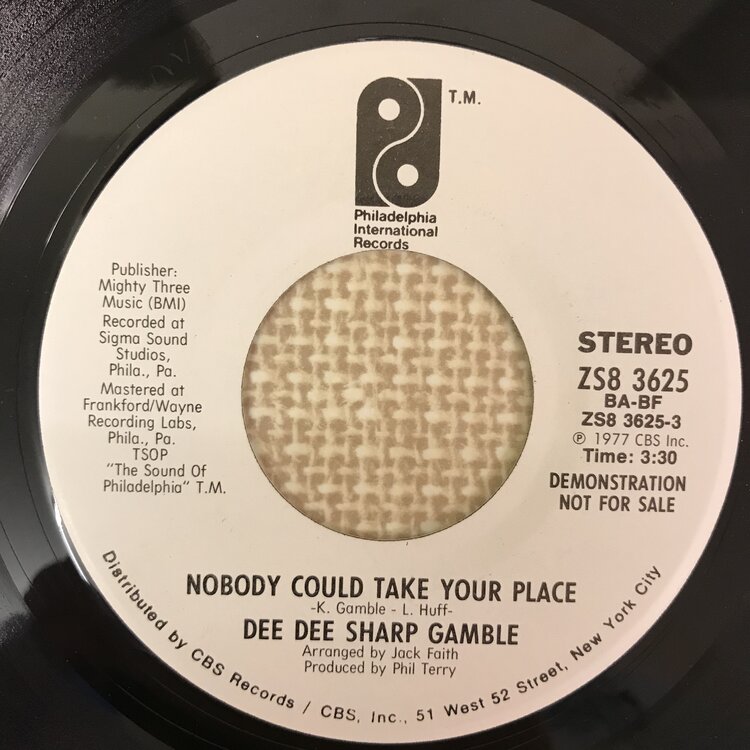 T.M.
Philadelphia
International
Records
Publisher:
Mighty Three
Music (BMI)
Recorded at
Sigma Sound
Studios,
Phila., Pa.
Mastered at
Frankford/Wayne
Recording Labs,
Phila., Pa.
TSOP
"The Sound Of
Philadelphia" T.M.
STEREO
ZS8 3625
BA-BF
ZS8 3625-3
℗ 1977 CBS Inc.
Time: 3:30
DEMONSTRATION
NOT FOR SALE
NOBODY COULD TAKE YOUR PLACE
-K. Gamble - L. Huff-
DEE DEE SHARP GAMBLE
Arranged by Jack Faith
Produced by Phil Terry
Distributed by CBS Records / CBS, Inc., 51 West 52 Street, New York City